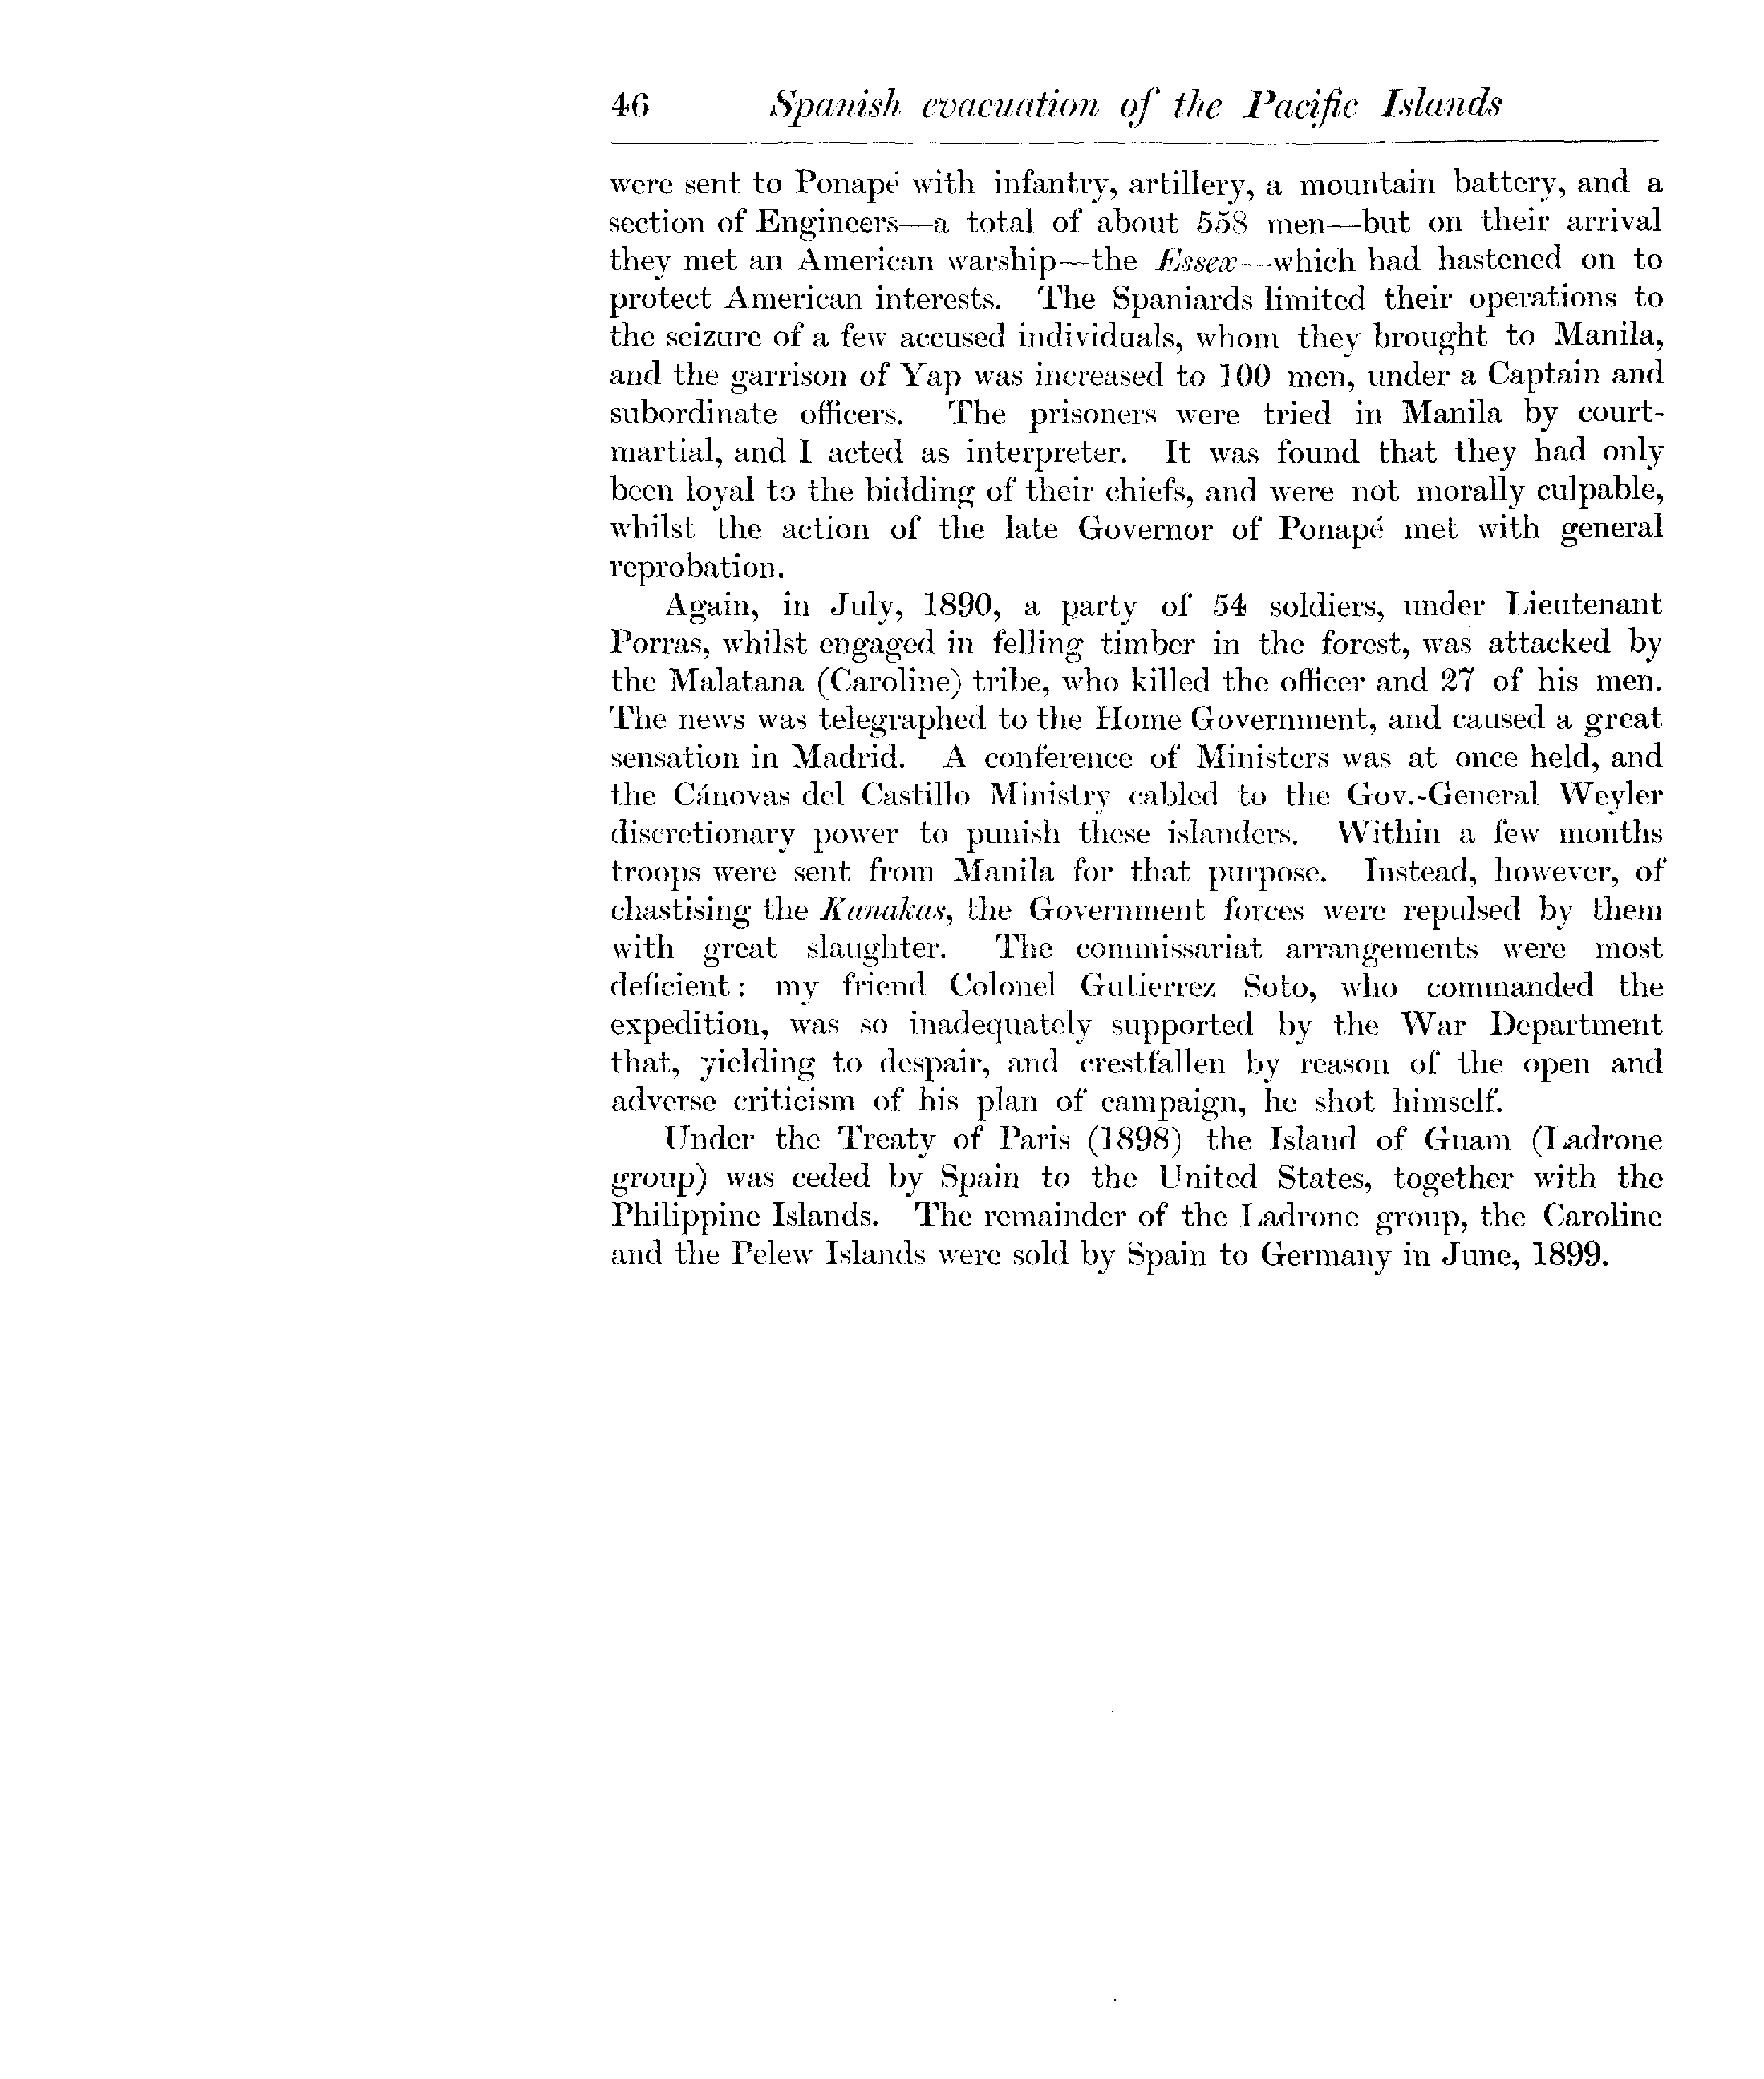 46 Spanish evacuation of the Pacific Islands
were sent to Ponapé with infantry, artillery, a mountain battery, and a
section of Engineers—a total of about 558 men—but on their arrival
they met an American warship—the Essex—which had hastened on to
protect American interests. The Spaniards limited their operations to
the seizure of a few accused individuals, whom they brought to Manila,
and the garrison of Yap was increased to 100 men, under a Captain and
subordinate officers. The prisoners were tried in Manila by court-
martial, and I acted as interpreter. It was found that they had only
been loyal to the bidding of their chiefs, and were not morally culpable,
whilst the action of the late Governor of Ponapé met with general
reprobation.
Again, in July, 1890, a party of 54 soldiers, under Lieutenant
Porras, whilst engaged in felling timber in the forest, was attacked by
the Malatana (Caroline) tribe, who killed the officer and 27 of his men.
The news was telegraphed to the Home Government, and caused a great
sensation in Madrid. A conference of Ministers was at once held, and
the Cánovas del Castillo Ministry cabled to the Gov.-General Weyler
discretionary power to punish these islanders. Within a few months
troops were sent from Manila for that purpose. Instead, however, of
chastising the Kanakas, the Government forces were repulsed by them
with great slaughter. The commissariat arrangements were most
deficient: my friend Colonel Gutierrez Soto, who commanded the
expedition, was so inadequately supported by the War Department
that, yielding to despair, and crestfallen by reason of the open and
adverse criticism of his plan of campaign, he shot himself.
Under the Treaty of Paris (1898) the Island of Guam (Ladrone
group) was ceded by Spain to the United States, together with the
Philippine Islands. The remainder of the Ladrone group, the Caroline
and the Pelew Islands were sold by Spain to Germany in June, 1899.